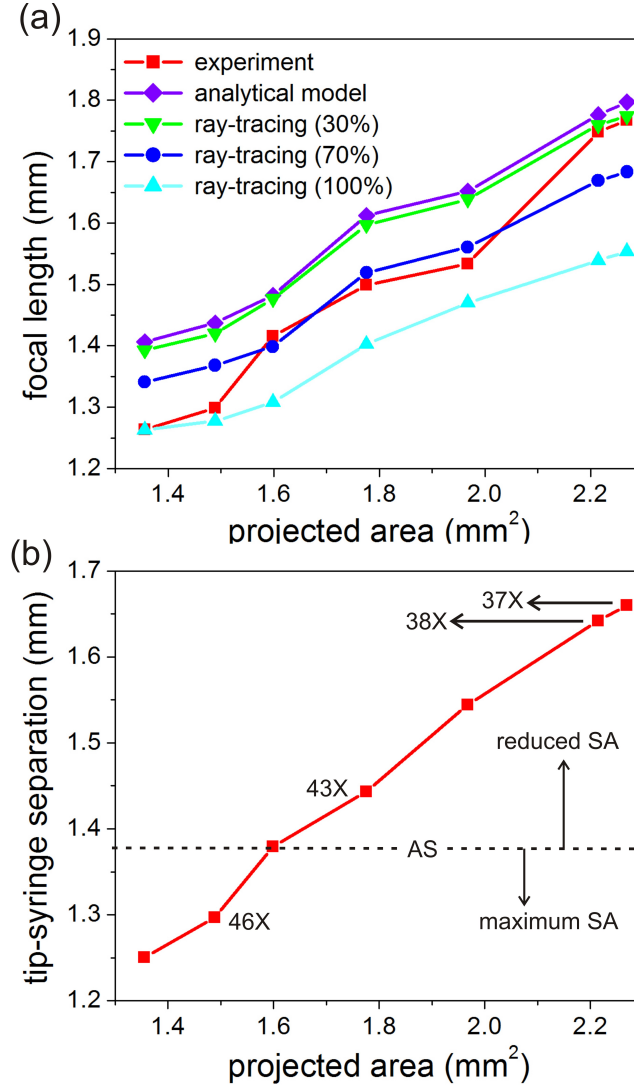 (a)
1.9
1.8
1.7
1.6
1.5
1.4
1.3
1.2
focal length (mm)
experiment
analytical model
ray-tracing (30%)
ray-tracing (70%)
ray-tracing (100%)
1.4 1.6 1.8 2.0 2.2
projected area (mm²)
(b)
1.7
1.6
1.5
1.4
1.3
1.2
tip-syringe separation (mm)
37X
38X
reduced SA
43X
AS
46X
maximum SA
1.4 1.6 1.8 2.0 2.2
projected area (mm²)